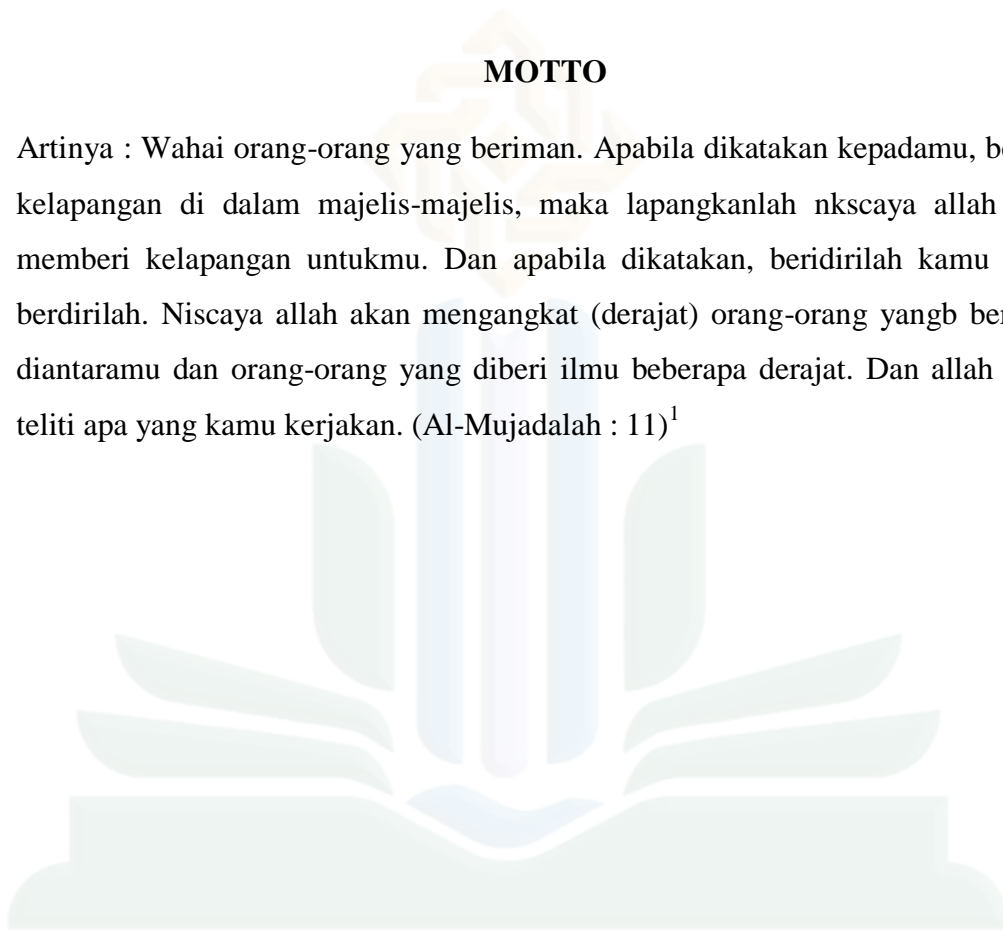 MOTTO
Artinya : Wahai orang-orang yang beriman. Apabila dikatakan kepadamu,
kelapangan di dalam majelis-majelis, maka lapangkanlah nkscaya allah
memberi kelapangan untukmu. Dan apabila dikatakan, beridirilah kamu
berdirilah. Niscaya allah akan mengangkat (derajat) orang-orang yangb
diantaramu dan orang-orang yang diberi ilmu beberapa derajat. Dan allah
teliti apa yang kamu kerjakan. (Al-Mujadalah : 11)1